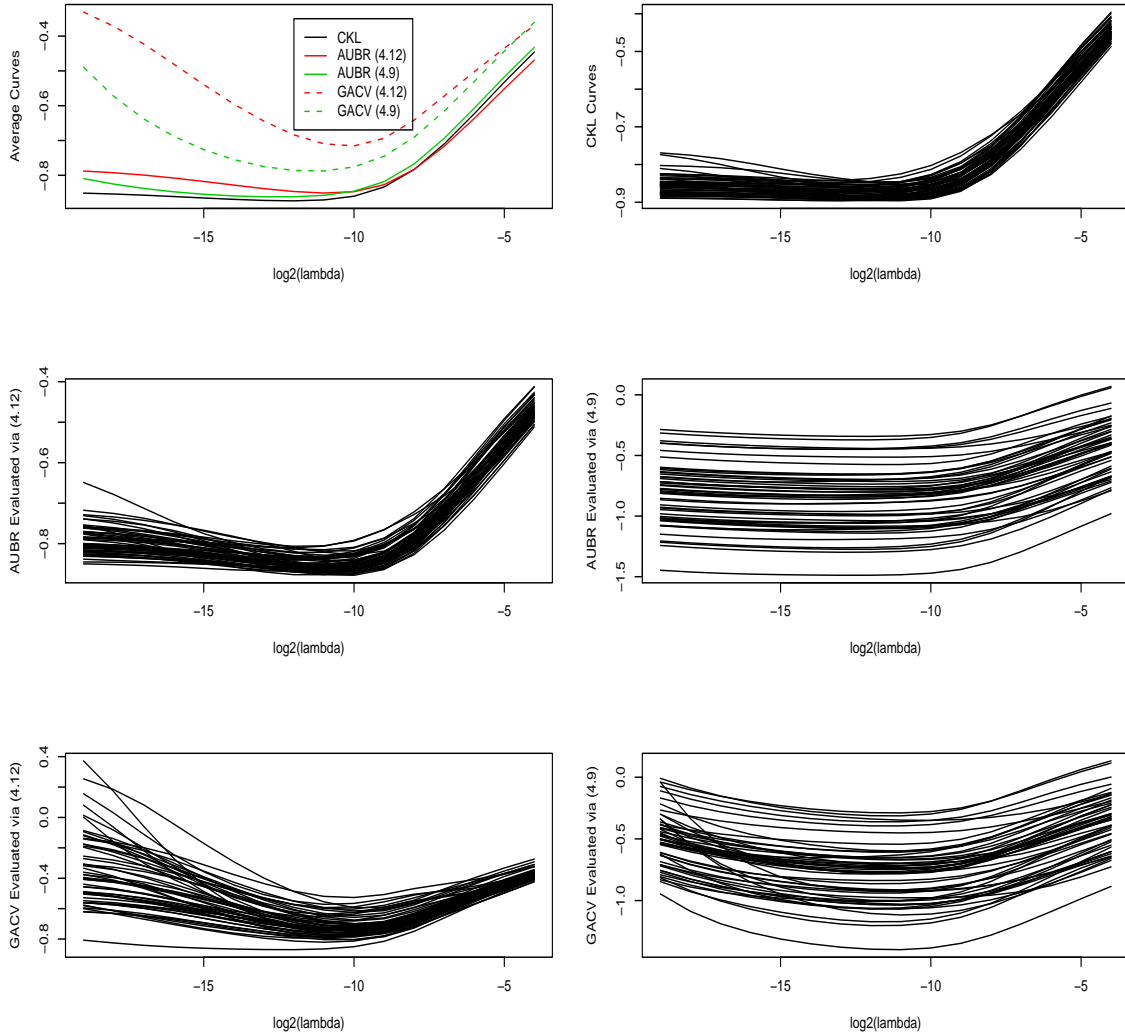 Average Curves
−0.4
−0.6
−0.8
CKL
AUBR (4.12)
AUBR (4.9)
GACV (4.12)
GACV (4.9)
−15
−10
−5
log2(lambda)
CKL Curves
−0.5
−0.7
−0.9
−15
−10
−5
log2(lambda)
AUBR Evaluated via (4.12)
−0.4
−0.6
−0.8
−15
−10
−5
log2(lambda)
AUBR Evaluated via (4.9)
0.0
−0.5
−1.0
−1.5
−15
−10
−5
log2(lambda)
GACV Evaluated via (4.12)
0.4
0.0
−0.4
−0.8
−15
−10
−5
log2(lambda)
GACV Evaluated via (4.9)
0.0
−0.5
−1.0
−15
−10
−5
log2(lambda)